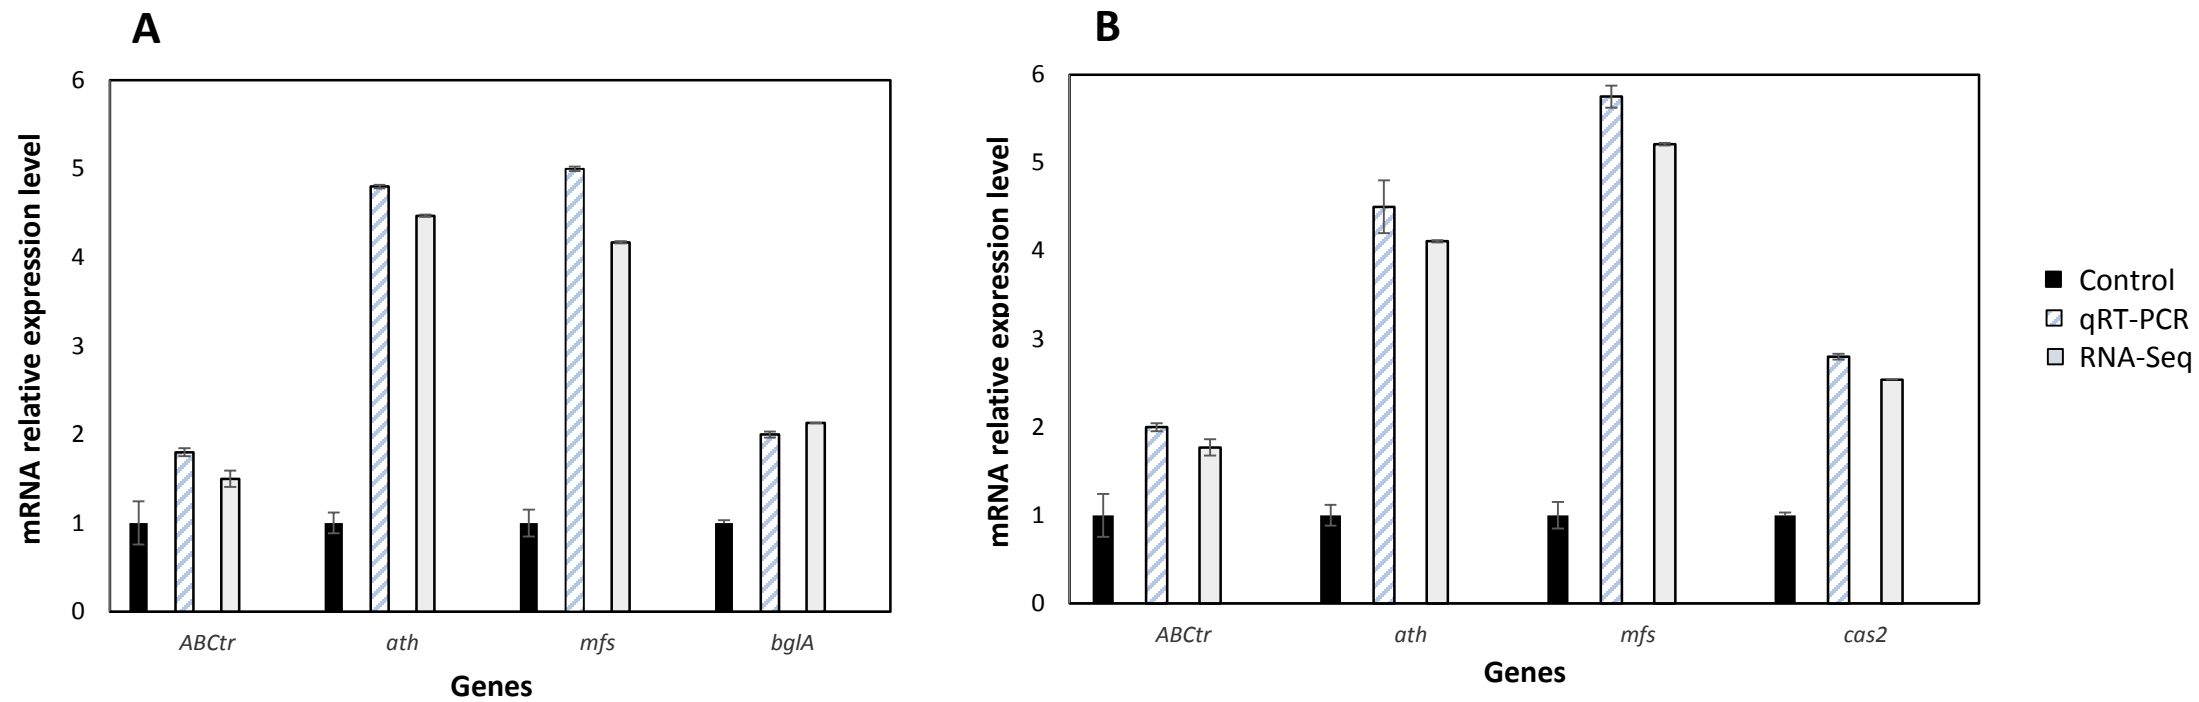 A
mRNA relative expression level
6
5
4
3
2
1
0
ABCtr ath mfs bglA
Genes
B
mRNA relative expression level
6
5
4
3
2
1
0
ABCtr ath mfs cas2
Genes
Control
qRT-PCR
RNA-Seq